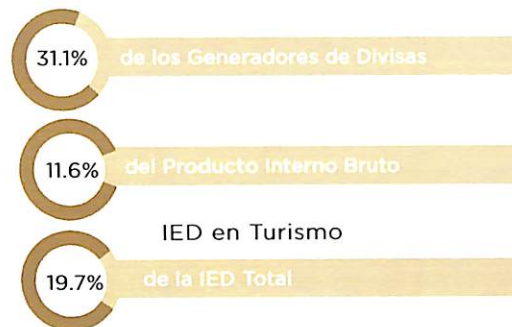 31.1% de los Generadores de Divisas
11.6% del Producto Interno Bruto
IED en Turismo
19.7% de la IED Total